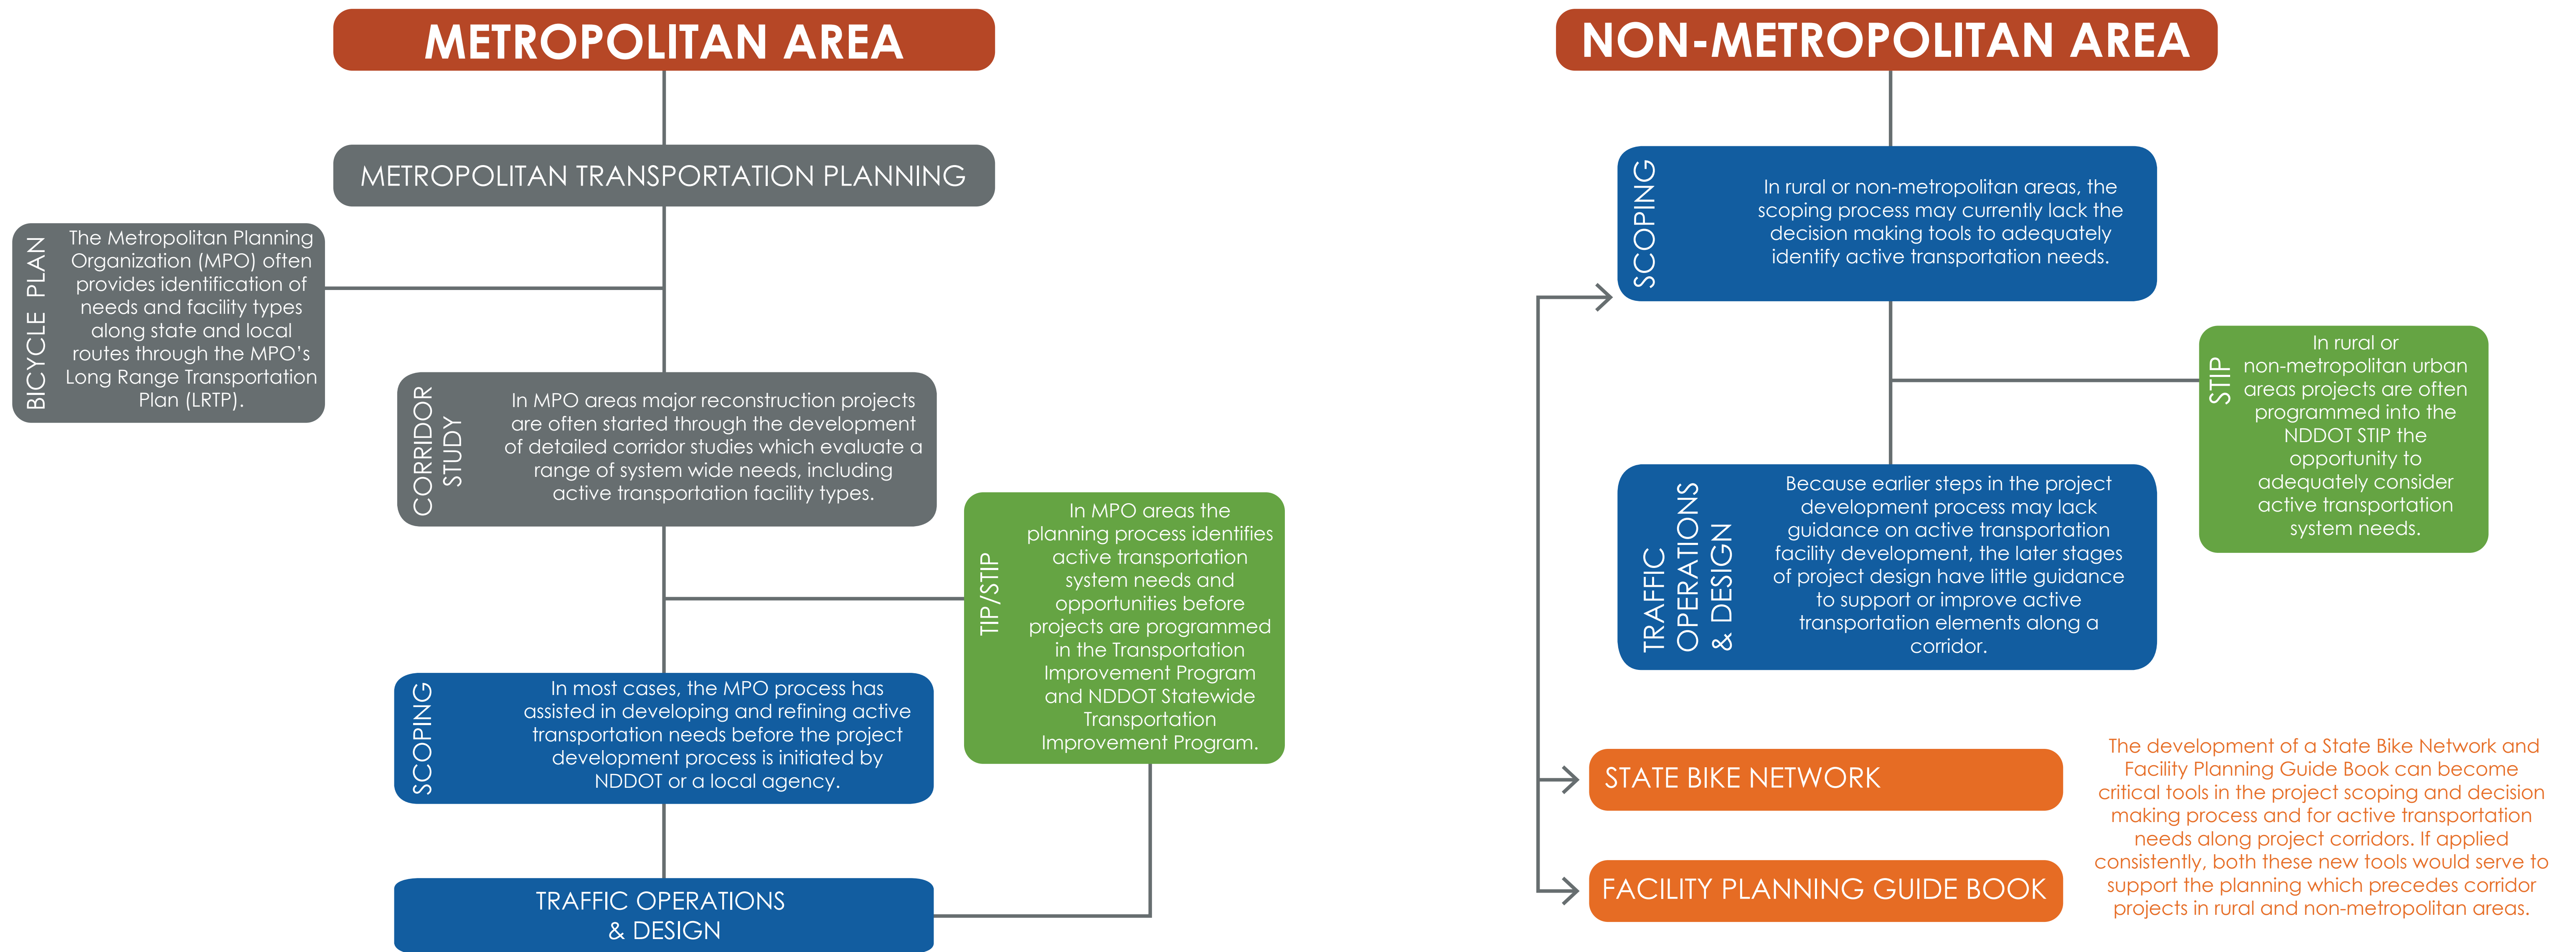 METROPOLITAN AREA
METROPOLITAN TRANSPORTATION PLANNING
BICYCLE PLAN
The Metropolitan Planning
Organization (MPO) often
provides identification of
needs and facility types
along state and local
routes through the MPO’s
Long Range Transportation
Plan (LRTP).
CORRIDOR
STUDY
In MPO areas major reconstruction projects
are often started through the development
of detailed corridor studies which evaluate a
range of system wide needs, including
active transportation facility types.
TIP/STIP
In MPO areas the
planning process identifies
active transportation
system needs and
opportunities before
projects are programmed
in the Transportation
Improvement Program
and NDDOT Statewide
Transportation
Improvement Program.
SCOPING
In most cases, the MPO process has
assisted in developing and refining active
transportation needs before the project
development process is initiated by
NDDOT or a local agency.
TRAFFIC OPERATIONS
& DESIGN
NON-METROPOLITAN AREA
SCOPING
In rural or non-metropolitan areas, the
scoping process may currently lack the
decision making tools to adequately
identify active transportation needs.
STIP
In rural or
non-metropolitan urban
areas projects are often
programmed into the
NDDOT STIP the
opportunity to
adequately consider
active transportation
system needs.
TRAFFIC
OPERATIONS
& DESIGN
Because earlier steps in the project
development process may lack
guidance on active transportation
facility development, the later stages
of project design have little guidance
to support or improve active
transportation elements along a
corridor.
STATE BIKE NETWORK
FACILITY PLANNING GUIDE BOOK
The development of a State Bike Network and
Facility Planning Guide Book can become
critical tools in the project scoping and decision
making process and for active transportation
needs along project corridors. If applied
consistently, both these new tools would serve to
support the planning which precedes corridor
projects in rural and non-metropolitan areas.